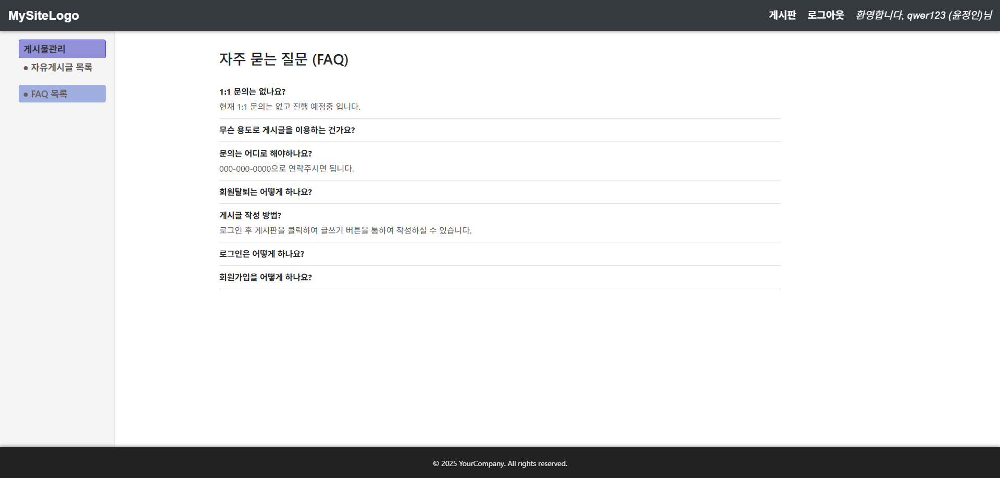 MySiteLogo
게시판 로그아웃 환영합니다, qwer123 (윤정인)님
게시물관리
● 자유게시글 목록
● FAQ 목록
자주 묻는 질문 (FAQ)
1:1 문의는 없나요?
현재 1:1 문의는 없고 진행 예정중 입니다.
무슨 용도로 게시글을 이용하는 건가요?
문의는 어디로 해야하나요?
000-000-0000으로 연락주시면 됩니다.
회원탈퇴는 어떻게 하나요?
게시글 작성 방법?
로그인 후 게시판을 클릭하여 글쓰기 버튼을 통하여 작성하실 수 있습니다.
로그인은 어떻게 하나요?
회원가입을 어떻게 하나요?
© 2025 YourCompany. All rights reserved.